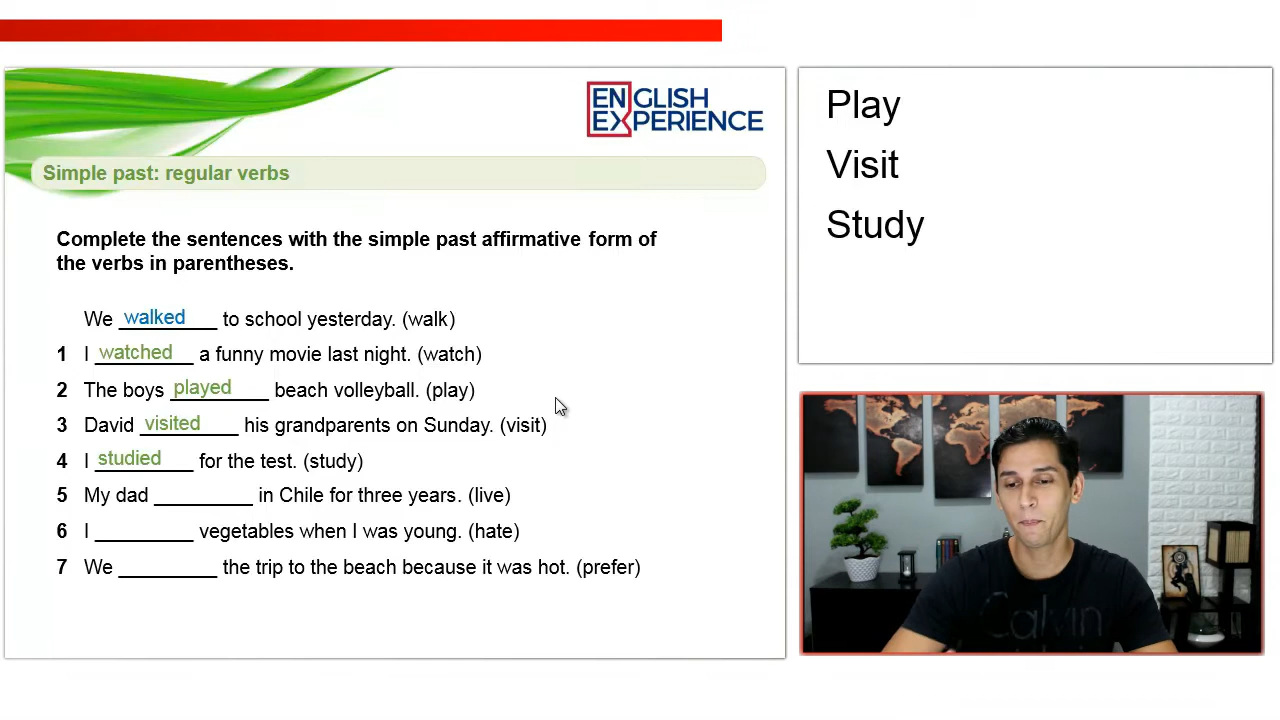 ENGLISH
EXPERIENCE
Simple past: regular verbs
Complete the sentences with the simple past affirmative form of
the verbs in parentheses.
We walked to school yesterday. (walk)
1 I watched a funny movie last night. (watch)
2 The boys played beach volleyball. (play)
3 David visited his grandparents on Sunday. (visit)
4 I studied for the test. (study)
5 My dad __________ in Chile for three years. (live)
6 I __________ vegetables when I was young. (hate)
7 We __________ the trip to the beach because it was hot. (prefer)
Play
Visit
Study
Calvin